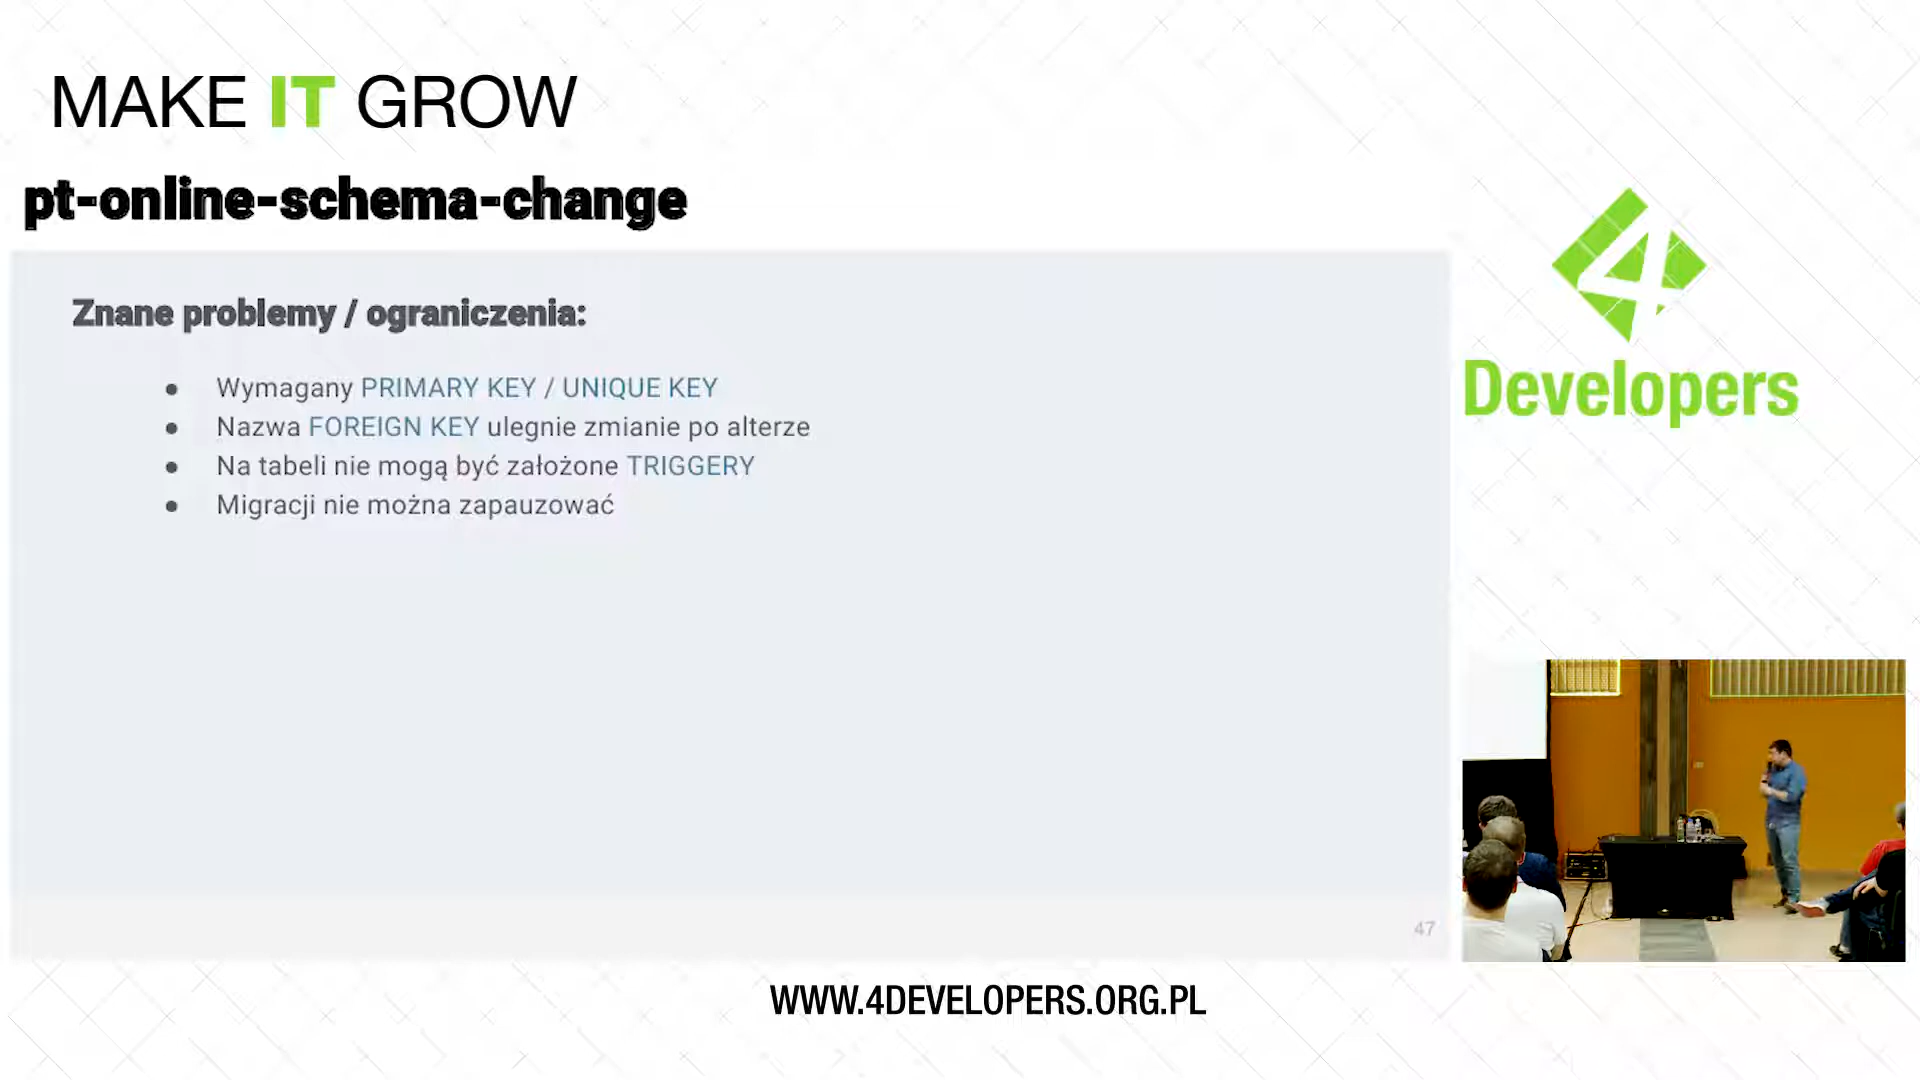 MAKE IT GROW
pt-online-schema-change
Znane problemy / ograniczenia:
● Wymagany PRIMARY KEY / UNIQUE KEY
● Nazwa FOREIGN KEY ulegnie zmianie po alterze
● Na tabeli nie mogą być założone TRIGGERY
● Migracji nie można zapauzować
47
4
Developers
WWW.4DEVELOPERS.ORG.PL